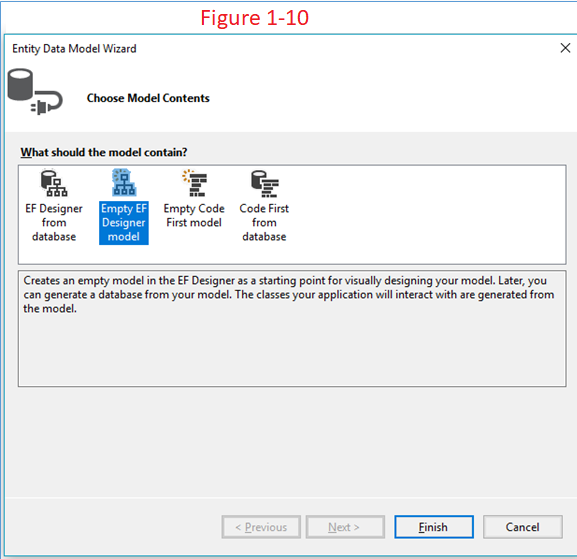 Figure 1-10
Entity Data Model Wizard
Choose Model Contents
What should the model contain?
EF Designer
from
database
Empty EF
Designer
model
Empty Code
First model
Code First
from
database
Creates an empty model in the EF Designer as a starting point for visually designing your model. Later, you
can generate a database from your model. The classes your application will interact with are generated from
the model.
< Previous
Next >
Finish
Cancel